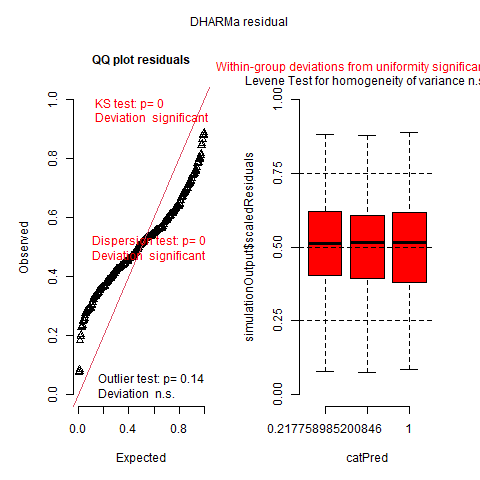 DHARMa residual
QQ plot residuals
KS test: p= 0
Deviation significant
Dispersion test: p= 0
Deviation significant
Outlier test: p= 0.14
Deviation n.s.
Observed
0.0 0.2 0.4 0.6 0.8 1.0
0.0 0.4 0.8
Expected
Within-group deviations from uniformity significan
Levene Test for homogeneity of variance n.s
simulationOutput$scaledResiduals
0.00 0.25 0.50 0.75 1.00
0.217758985200846 1
catPred